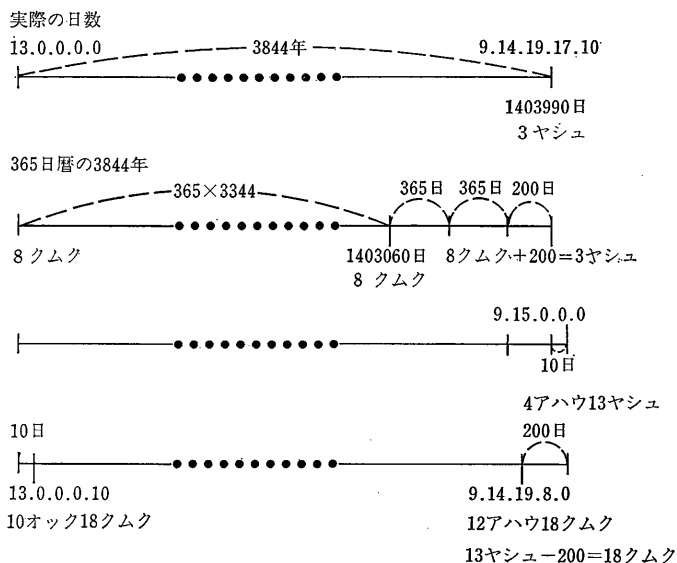 実際の日数
13.0.0.0.0
3844年
9.14.19.17.10
1403990日
3ヤシュ
365日暦の3844年
365×3344
365日 365日 200日
8クムク
1403060日
8 クムク
8クムク+200=3ヤシュ
9.15.0.0.0
10日
4アハウ13ヤシュ
10日
200日
13.0.0.0.10
9.14.19.8.0
10オック18クムク
12アハウ18クムク
13ヤシュ−200=18クムク